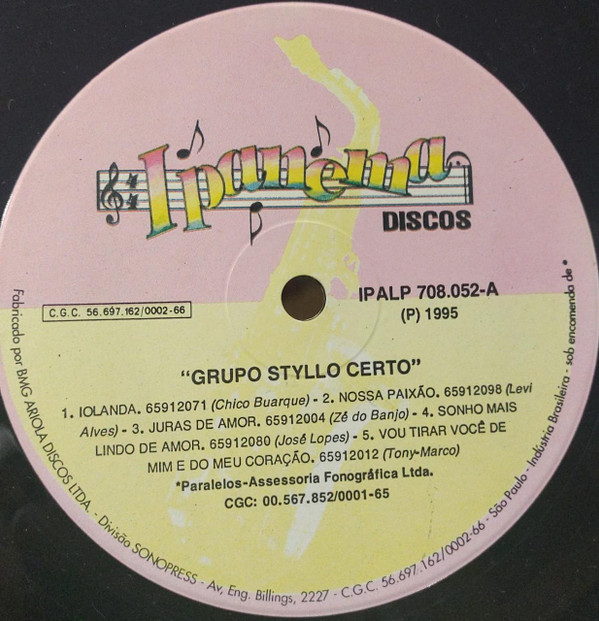 Ipanema
DISCOS
IPALP 708.052-A
(P) 1995
C.G.C. 56.697.162/0002-66
“GRUPO STYLLO CERTO”
1. IOLANDA. 65912071 (Chico Buarque) - 2. NOSSA PAIXÃO. 65912098 (Levi
Alves) - 3. JURAS DE AMOR. 65912004 (Zé do Banjo) - 4. SONHO MAIS
LINDO DE AMOR. 65912080 (José Lopes) - 5. VOU TIRAR VOCÊ DE
MIM E DO MEU CORAÇÃO. 65912012 (Tony-Marco)
*Paralelos-Assessoria Fonográfica Ltda.
CGC: 00.567.852/0001-65
Fabricado por BMG ARIOLA DISCOS LTDA. - Divisão SONOPRESS - Av, Eng. Billings, 2227 - C.G.C. 56.697.162/0002-66 - São Paulo - Indústria Brasileira - sob encomenda de *